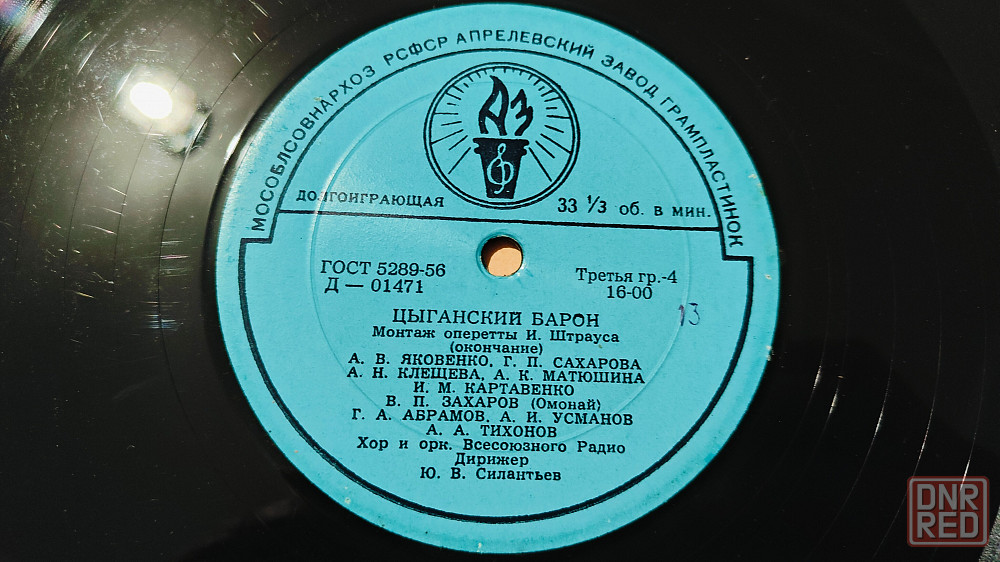 МОСОБЛСОВНАРХОЗ РСФСР АПРЕЛЕВСКИЙ ЗАВОД ГРАМПЛАСТИНОК
АЗ
ДОЛГОИГРАЮЩАЯ 33 1/3 об. в мин.
ГОСТ 5289-56 Третья гр.-4
Д — 01471 16-00
13
ЦЫГАНСКИЙ БАРОН
Монтаж оперетты И. Штрауса
(окончание)
А. В. ЯКОВЕНКО, Г. П. САХАРОВА
А. Н. КЛЕЩЕВА, А. К. МАТЮШИНА
И. М. КАРТАВЕНКО
В. П. ЗАХАРОВ (Омонай)
Г. А. АБРАМОВ, А. И. УСМАНОВ
А. А. ТИХОНОВ
Хор и орк. Всесоюзного Радио
Дирижер
Ю. В. Силантьев
DNR
RED